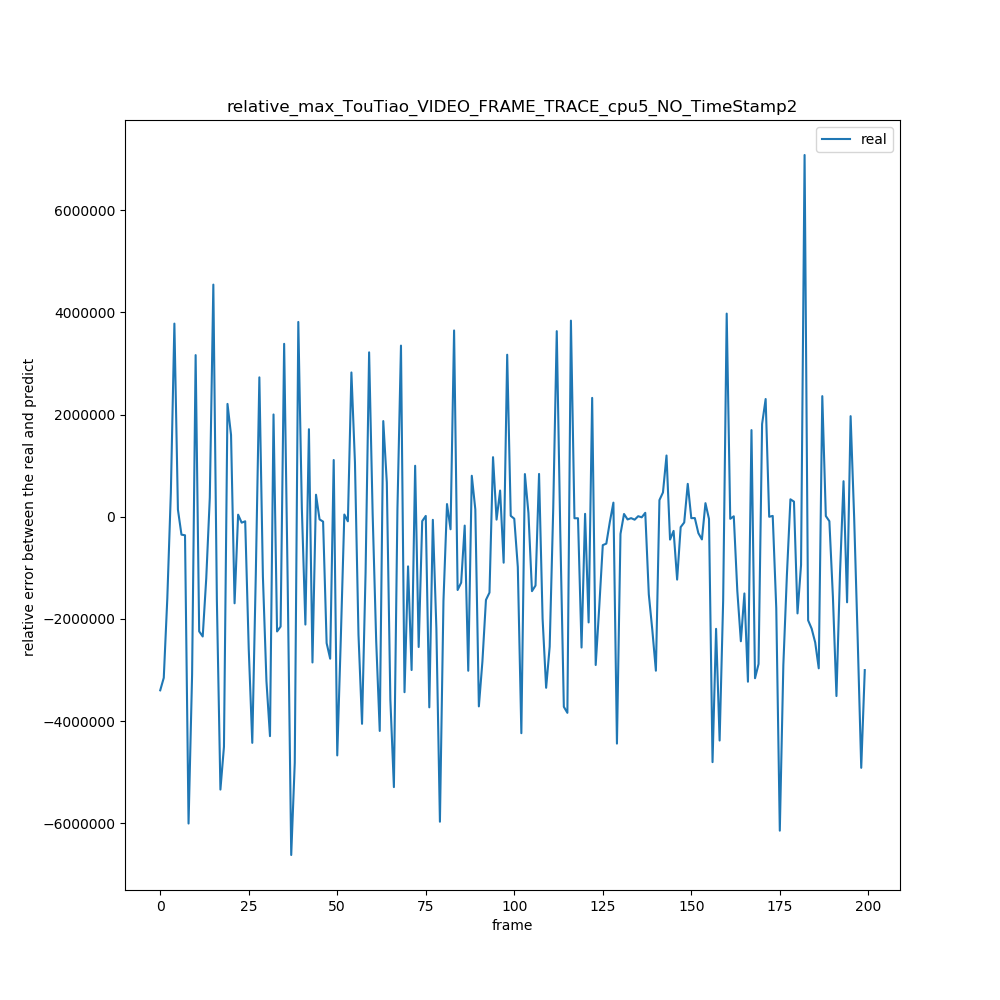 relative_max_TouTiao_VIDEO_FRAME_TRACE_cpu5_NO_TimeStamp2
real
relative error between the real and predict
6000000
4000000
2000000
0
−2000000
−4000000
−6000000
0 25 50 75 100 125 150 175 200
frame